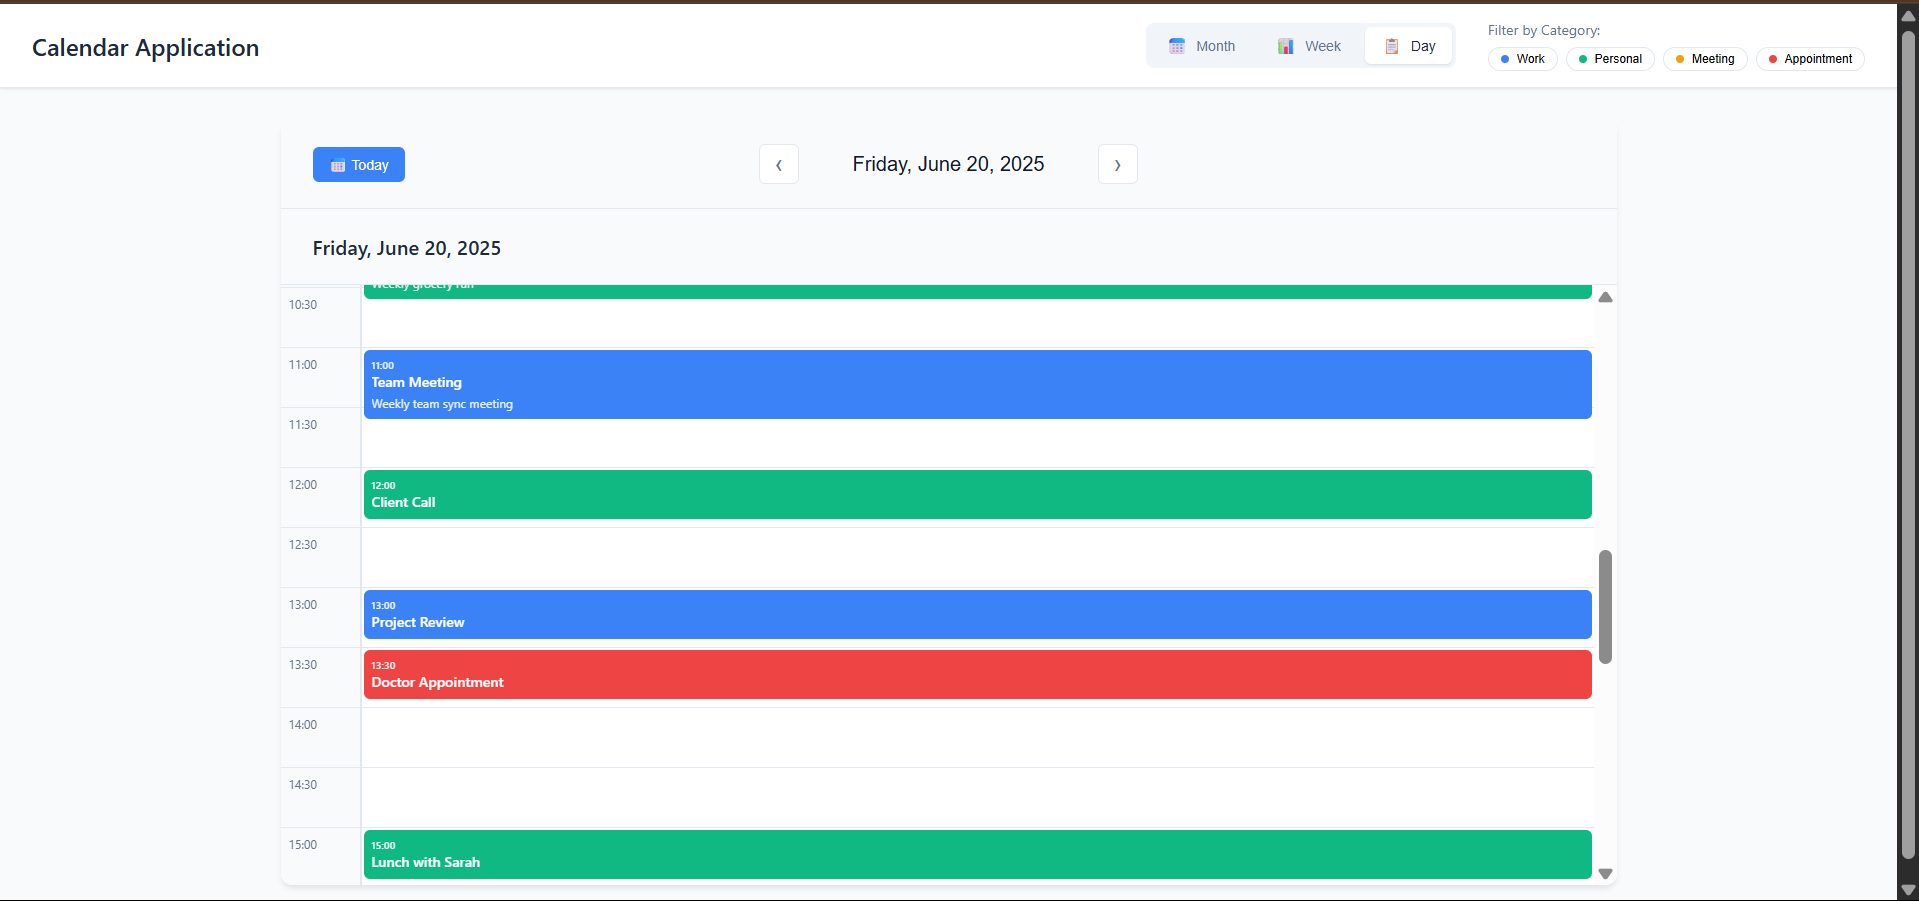 Calendar Application
Month
Week
Day
Filter by Category:
Work
Personal
Meeting
Appointment
Today
‹
Friday, June 20, 2025
›
Friday, June 20, 2025
Weekly grocery run
10:30
11:00
11:00
Team Meeting
Weekly team sync meeting
11:30
12:00
12:00
Client Call
12:30
13:00
13:00
Project Review
13:30
13:30
Doctor Appointment
14:00
14:30
15:00
15:00
Lunch with Sarah